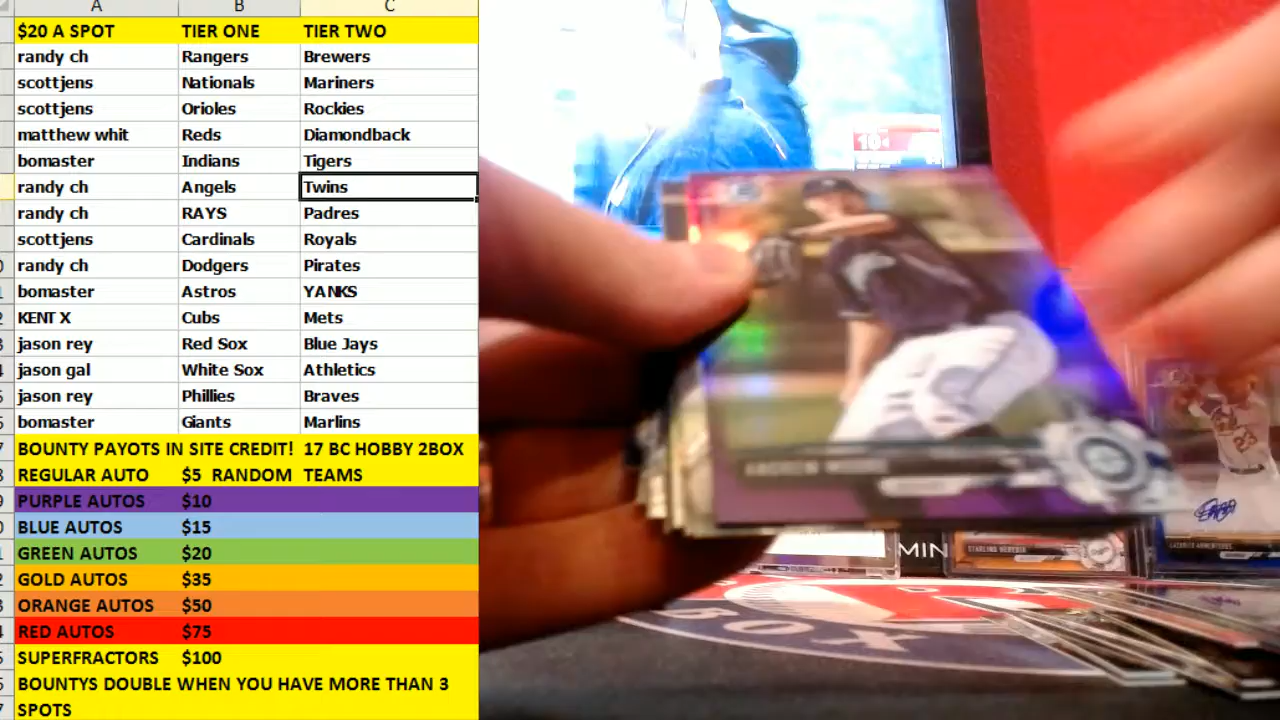 A B C
$20 A SPOT TIER ONE TIER TWO
randy ch Rangers Brewers
scottjens Nationals Mariners
scottjens Orioles Rockies
matthew whit Reds Diamondback
bomaster Indians Tigers
randy ch Angels Twins
randy ch RAYS Padres
scottjens Cardinals Royals
randy ch Dodgers Pirates
bomaster Astros YANKS
KENT X Cubs Mets
jason rey Red Sox Blue Jays
jason gal White Sox Athletics
jason rey Phillies Braves
bomaster Giants Marlins
BOUNTY PAYOTS IN SITE CREDIT! 17 BC HOBBY 2BOX
REGULAR AUTO $5 RANDOM TEAMS
PURPLE AUTOS $10
BLUE AUTOS $15
GREEN AUTOS $20
GOLD AUTOS $35
ORANGE AUTOS $50
RED AUTOS $75
SUPERFRACTORS $100
BOUNTYS DOUBLE WHEN YOU HAVE MORE THAN 3
SPOTS
MIN
STARLING HEREDIA
23
BOX